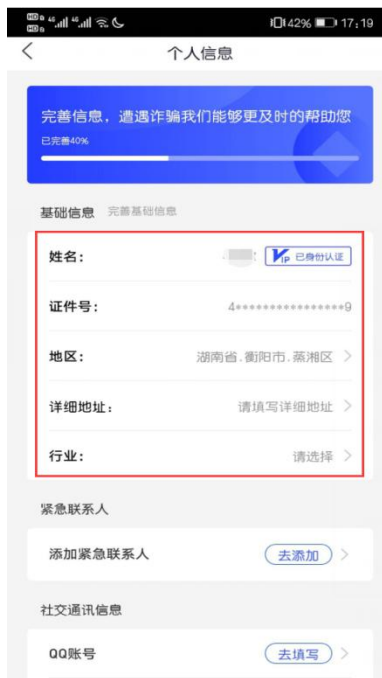 42% 17:19
个人信息
完善信息，遭遇诈骗我们能够更及时的帮助您
已完善40%
基础信息 完善基础信息
姓名： VIP 已身份认证
证件号： 4****************9
地区： 湖南省.衡阳市.蒸湘区
详细地址： 请填写详细地址
行业： 请选择
紧急联系人
添加紧急联系人 去添加
社交通讯信息
QQ账号 去填写